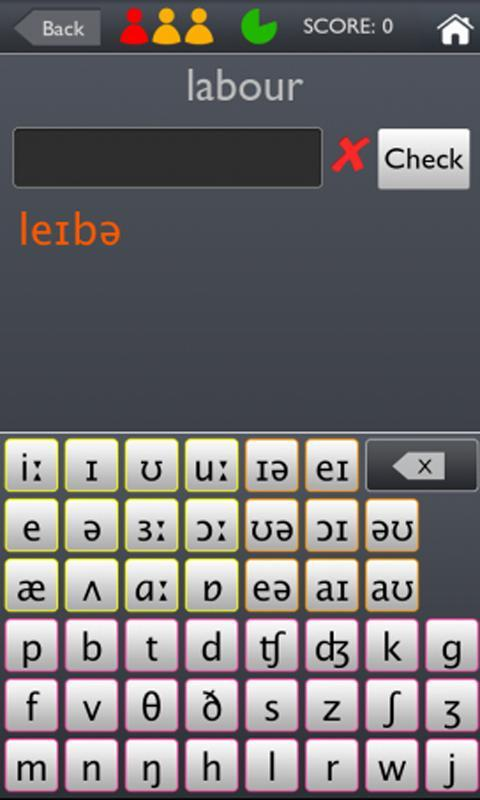 Back SCORE: 0
labour
Check
leɪbə
iː ɪ ʊ uː ɪə eɪ X
e ə ɜː ɔː ʊə ɔɪ əʊ
æ ʌ ɑː ɒ eə aɪ aʊ
p b t d ʧ ʤ k g
f v θ ð s z ʃ ʒ
m n ŋ h l r w j